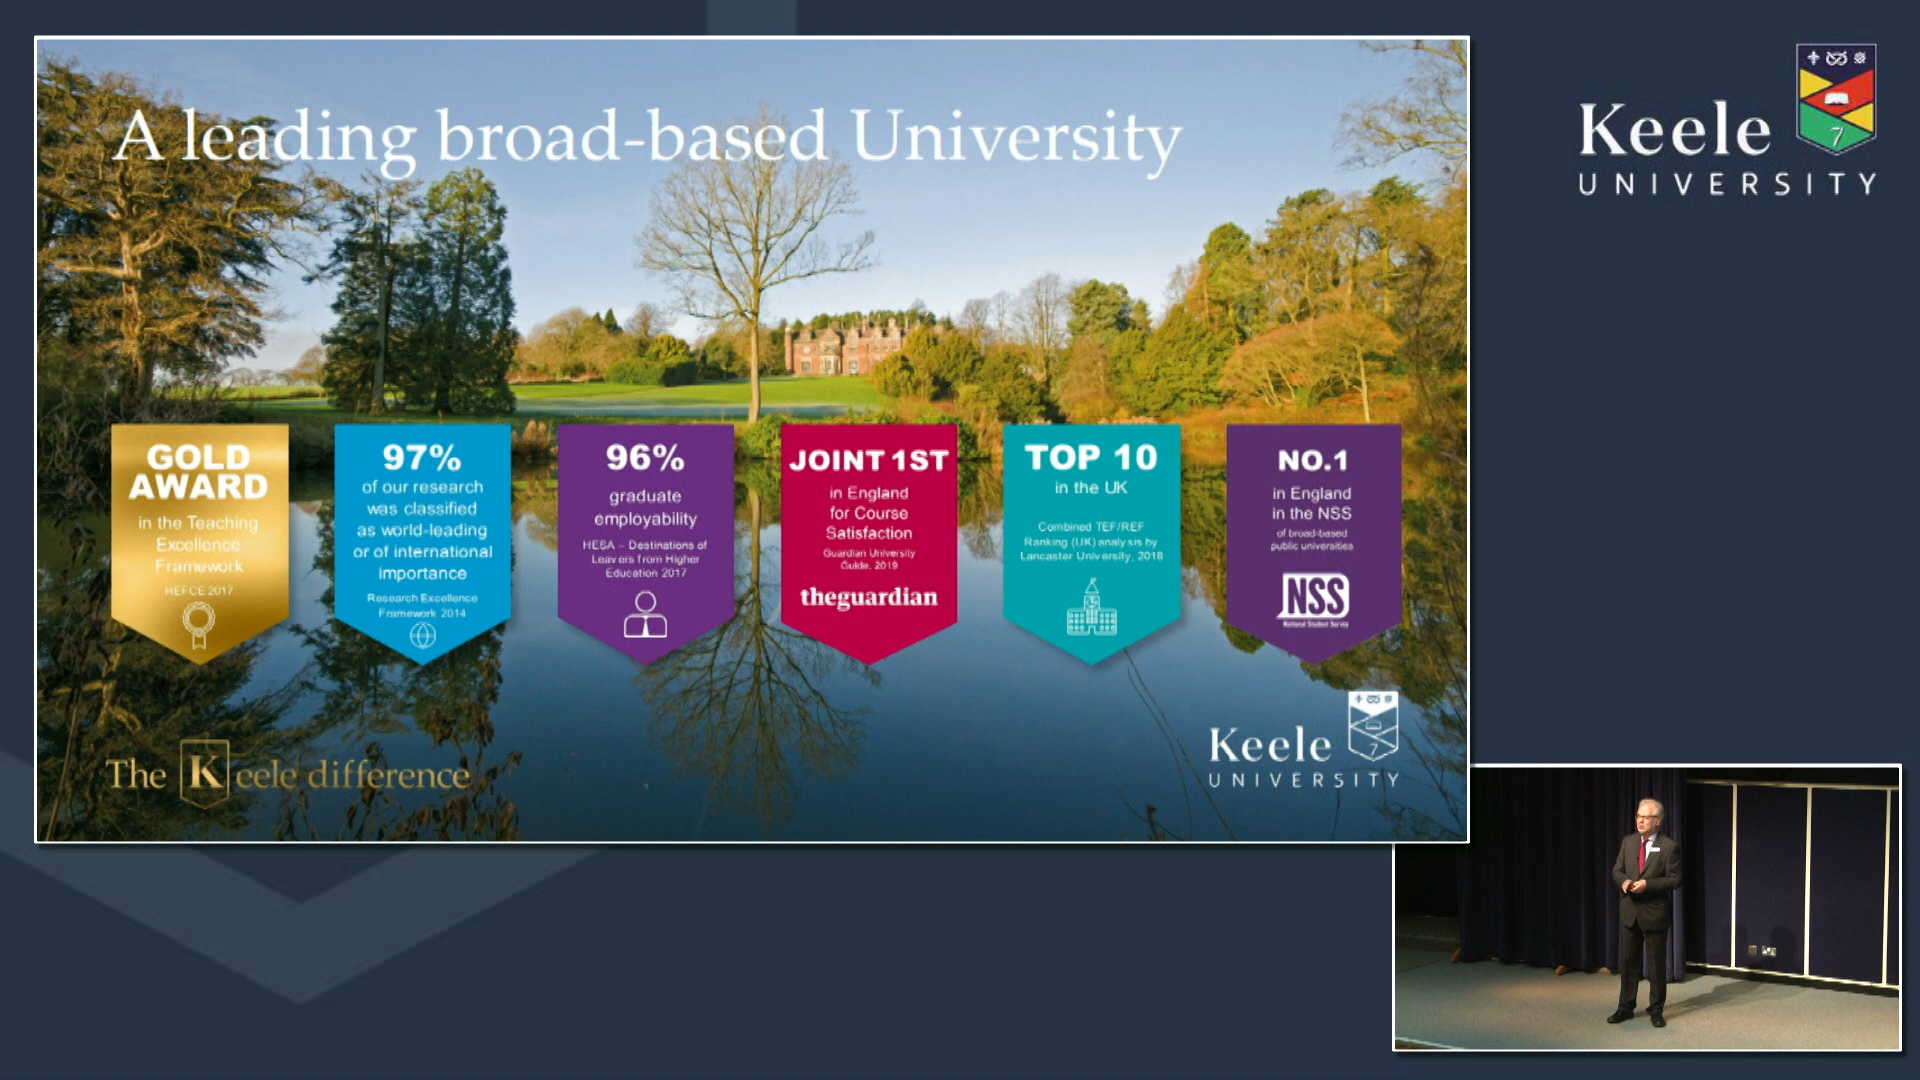 A leading broad-based University
GOLD
AWARD
in the Teaching
Excellence
Framework
HEFCE 2017
97%
of our research
was classified
as world-leading
or of international
importance
Research Excellence
Framework 2014
96%
graduate
employability
HESA – Destinations of
Leavers from Higher
Education 2017
JOINT 1ST
in England
for Course
Satisfaction
Guardian University
Guide, 2019
theguardian
TOP 10
in the UK
Combined TEF/REF
Ranking (UK) analysis by
Lancaster University, 2018
NO.1
in England
in the NSS
of broad-based
public universities
NSS
National Student Survey
The Keele difference
Keele
UNIVERSITY
Keele
UNIVERSITY